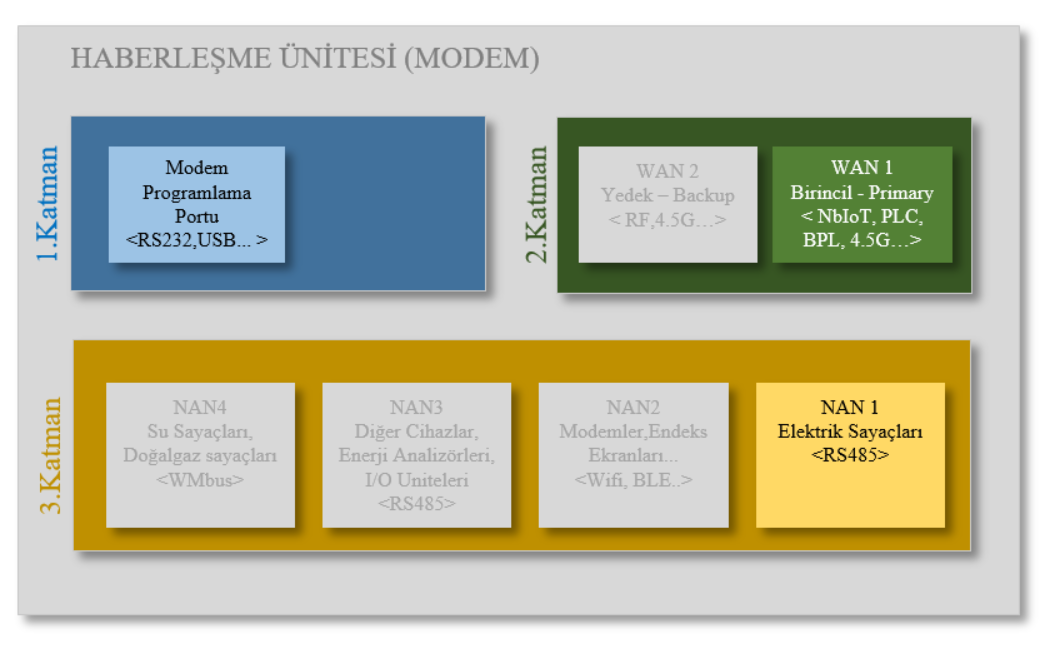 HABERLEŞME ÜNİTESİ (MODEM)
1.Katman
Modem
Programlama
Portu
<RS232,USB... >
2.Katman
WAN 2
Yedek – Backup
< RF,4.5G…>
WAN 1
Birincil - Primary
< NbIoT, PLC,
BPL, 4.5G…>
3.Katman
NAN4
Su Sayaçları,
Doğalgaz sayaçları
<WMbus>
NAN3
Diğer Cihazlar,
Enerji Analizörleri,
I/O Uniteleri
<RS485>
NAN2
Modemler,Endeks
Ekranları...
<Wifi, BLE..>
NAN 1
Elektrik Sayaçları
<RS485>